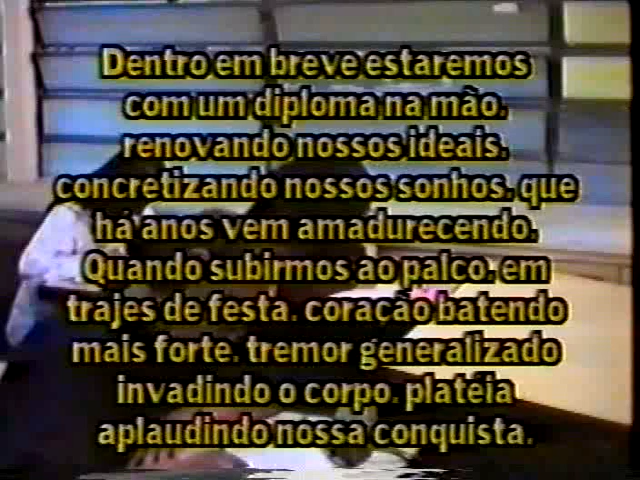 Dentro em breve estaremos
com um diploma na mão,
renovando nossos ideais,
concretizando nossos sonhos, que
há anos vem amadurecendo.
Quando subirmos ao palco, em
trajes de festa, coração batendo
mais forte, tremor generalizado
invadindo o corpo, platéia
aplaudindo nossa conquista.